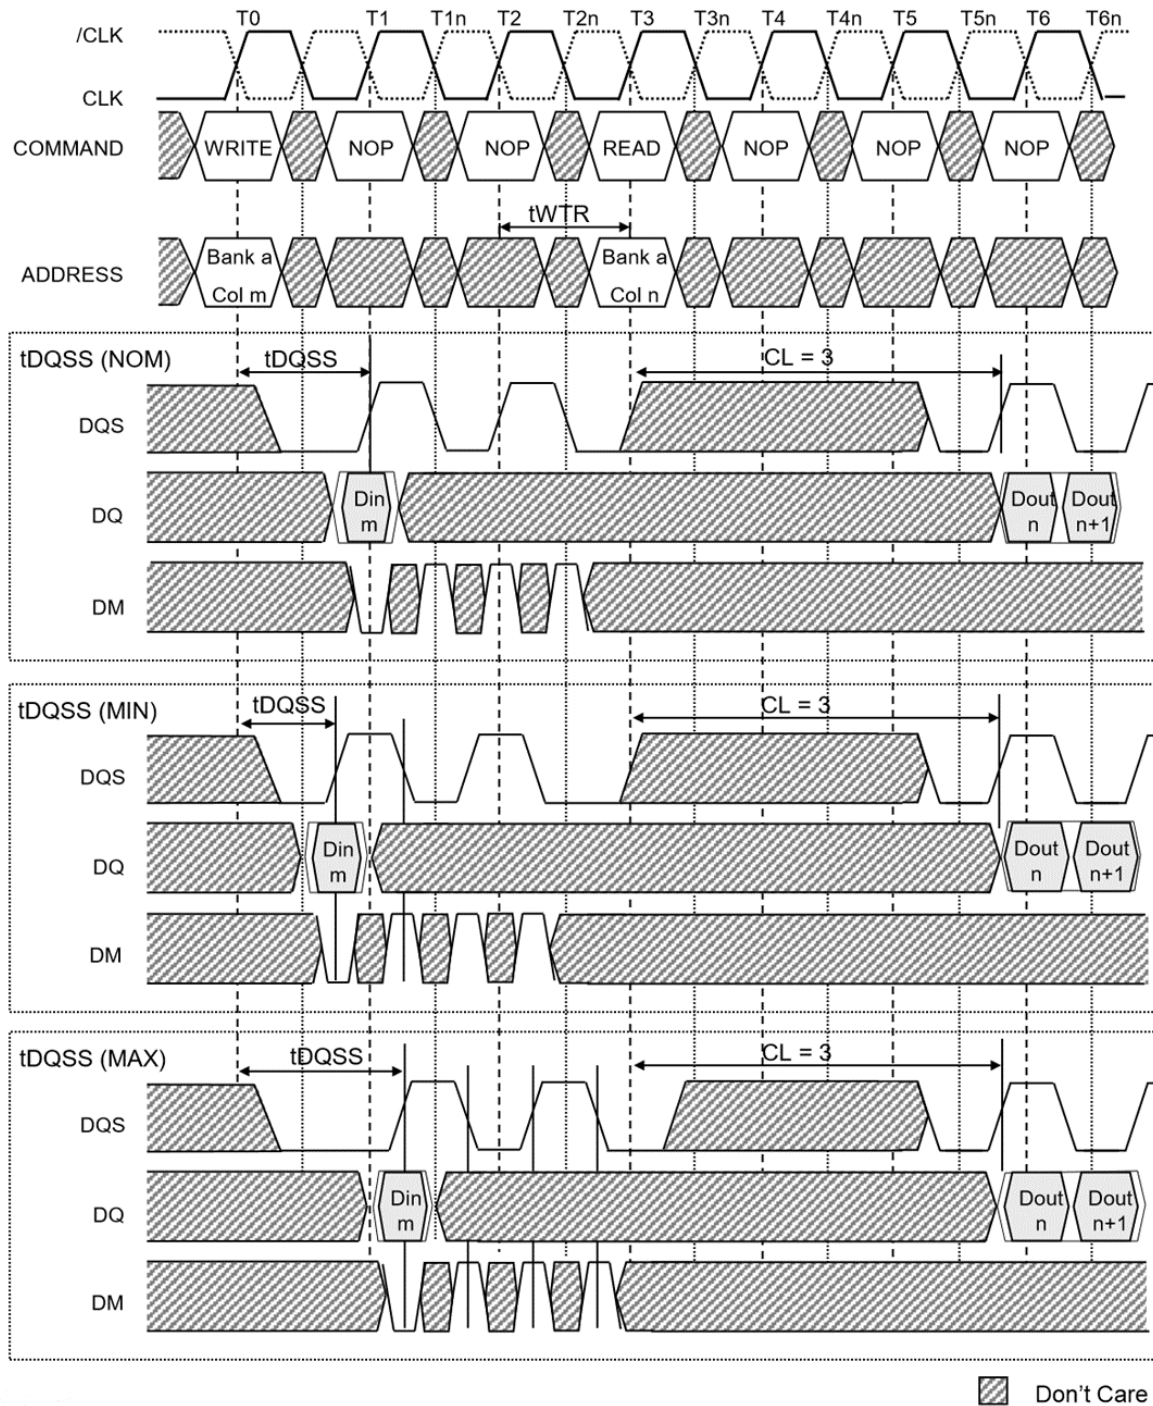 T0 T1 T1n T2 T2n T3 T3n T4 T4n T5 T5n T6 T6n
/CLK
CLK
COMMAND WRITE NOP NOP READ NOP NOP NOP
tWTR
ADDRESS Bank a Col m Bank a Col n
tDQSS (NOM) tDQSS CL = 3
DQS
DQ Din m Dout n Dout n+1
DM
tDQSS (MIN) tDQSS CL = 3
DQS
DQ Din m Dout n Dout n+1
DM
tDQSS (MAX) tDQSS CL = 3
DQS
DQ Din m Dout n Dout n+1
DM
Don't Care